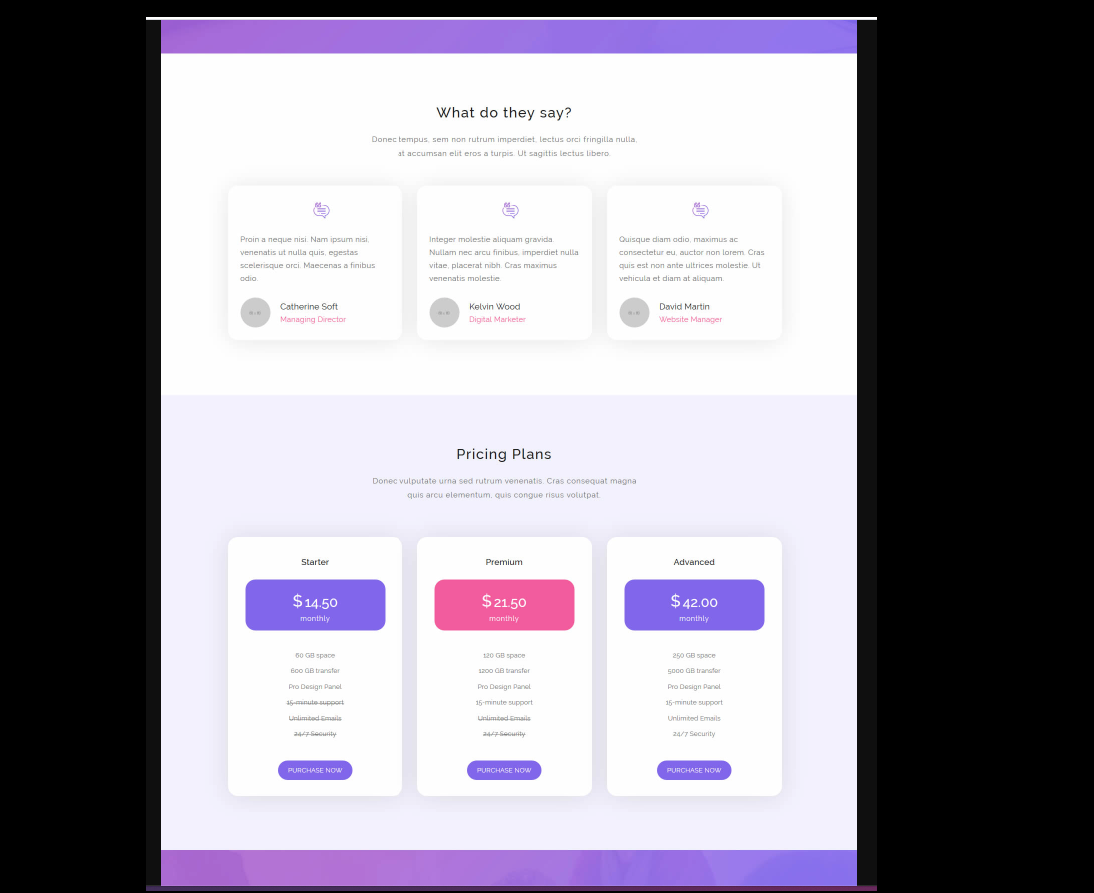 What do they say?
Donec tempus, sem non rutrum imperdiet, lectus orci fringilla nulla,
at accumsan elit eros a turpis. Ut sagittis lectus libero.
Proin a neque nisi. Nam ipsum nisi,
venenatis ut nulla quis, egestas
scelerisque orci. Maecenas a finibus
odio.
Catherine Soft
Managing Director
Integer molestie aliquam gravida.
Nullam nec arcu finibus, imperdiet nulla
vitae, placerat nibh. Cras maximus
venenatis molestie.
Kelvin Wood
Digital Marketer
Quisque diam odio, maximus ac
consectetur eu, auctor non lorem. Cras
quis est non ante ultrices molestie. Ut
vehicula et diam at aliquam.
David Martin
Website Manager
Pricing Plans
Donec vulputate urna sed rutrum venenatis. Cras consequat magna
quis arcu elementum, quis congue risus volutpat.
Starter
$14.50
monthly
60 GB space
600 GB transfer
Pro Design Panel
15-minute support
Unlimited Emails
24/7 Security
PURCHASE NOW
Premium
$21.50
monthly
120 GB space
1200 GB transfer
Pro Design Panel
15-minute support
Unlimited Emails
24/7 Security
PURCHASE NOW
Advanced
$42.00
monthly
250 GB space
5000 GB transfer
Pro Design Panel
15-minute support
Unlimited Emails
24/7 Security
PURCHASE NOW